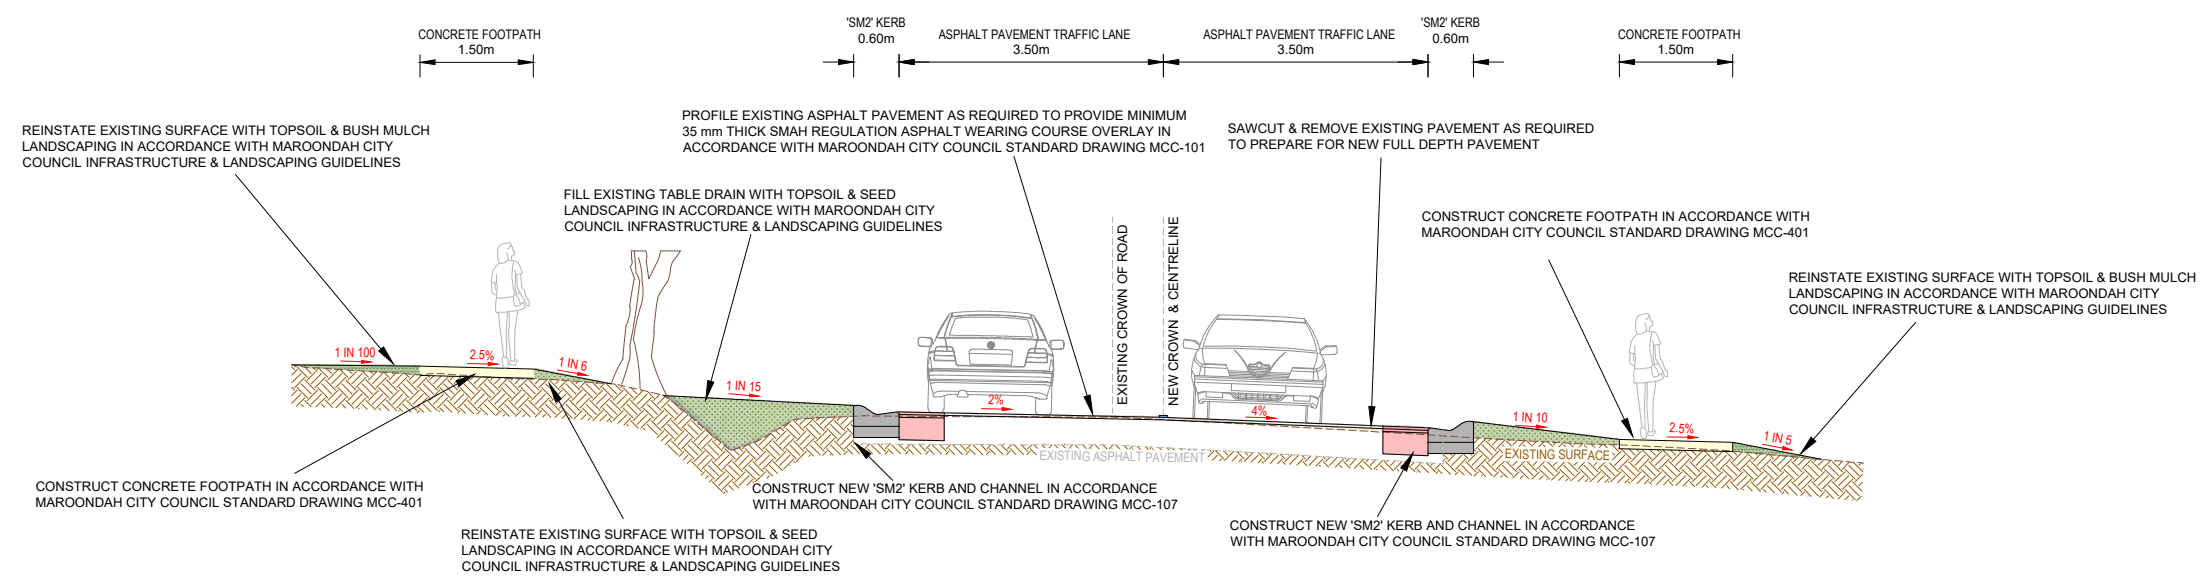 CONCRETE FOOTPATH
1.50m
'SM2' KERB
0.60m
ASPHALT PAVEMENT TRAFFIC LANE
3.50m
ASPHALT PAVEMENT TRAFFIC LANE
3.50m
'SM2' KERB
0.60m
CONCRETE FOOTPATH
1.50m
REINSTATE EXISTING SURFACE WITH TOPSOIL & BUSH MULCH
LANDSCAPING IN ACCORDANCE WITH MAROONDAH CITY
COUNCIL INFRASTRUCTURE & LANDSCAPING GUIDELINES
PROFILE EXISTING ASPHALT PAVEMENT AS REQUIRED TO PROVIDE MINIMUM
35 mm THICK SMAH REGULATION ASPHALT WEARING COURSE OVERLAY IN
ACCORDANCE WITH MAROONDAH CITY COUNCIL STANDARD DRAWING MCC-101
SAWCUT & REMOVE EXISTING PAVEMENT AS REQUIRED
TO PREPARE FOR NEW FULL DEPTH PAVEMENT
FILL EXISTING TABLE DRAIN WITH TOPSOIL & SEED
LANDSCAPING IN ACCORDANCE WITH MAROONDAH CITY
COUNCIL INFRASTRUCTURE & LANDSCAPING GUIDELINES
EXISTING CROWN OF ROAD
NEW CROWN & CENTRELINE
CONSTRUCT CONCRETE FOOTPATH IN ACCORDANCE WITH
MAROONDAH CITY COUNCIL STANDARD DRAWING MCC-401
REINSTATE EXISTING SURFACE WITH TOPSOIL & BUSH MULCH
LANDSCAPING IN ACCORDANCE WITH MAROONDAH CITY
COUNCIL INFRASTRUCTURE & LANDSCAPING GUIDELINES
1 IN 100
2.5%
1 IN 6
1 IN 15
2%
4%
1 IN 10
2.5%
1 IN 5
EXISTING ASPHALT PAVEMENT
EXISTING SURFACE
CONSTRUCT CONCRETE FOOTPATH IN ACCORDANCE WITH
MAROONDAH CITY COUNCIL STANDARD DRAWING MCC-401
CONSTRUCT NEW 'SM2' KERB AND CHANNEL IN ACCORDANCE
WITH MAROONDAH CITY COUNCIL STANDARD DRAWING MCC-107
REINSTATE EXISTING SURFACE WITH TOPSOIL & SEED
LANDSCAPING IN ACCORDANCE WITH MAROONDAH CITY
COUNCIL INFRASTRUCTURE & LANDSCAPING GUIDELINES
CONSTRUCT NEW 'SM2' KERB AND CHANNEL IN ACCORDANCE
WITH MAROONDAH CITY COUNCIL STANDARD DRAWING MCC-107